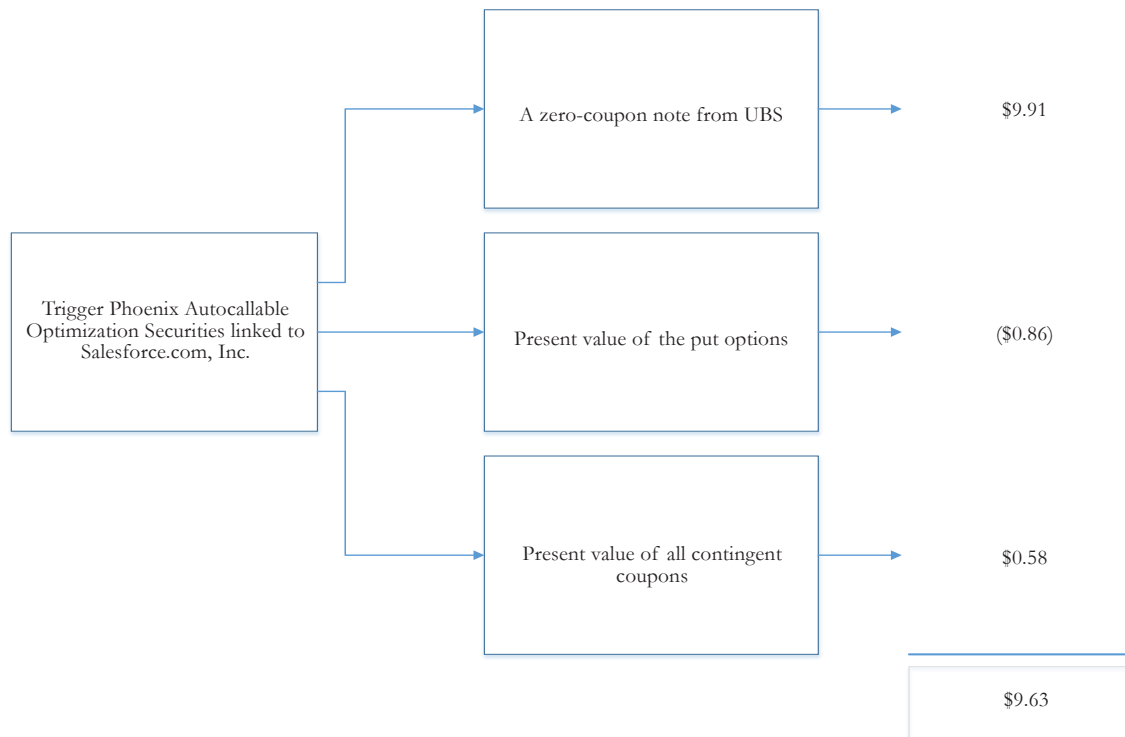 A zero-coupon note from UBS
$9.91
Trigger Phoenix Autocallable
Optimization Securities linked to
Salesforce.com, Inc.
Present value of the put options
($0.86)
Present value of all contingent
coupons
$0.58
$9.63